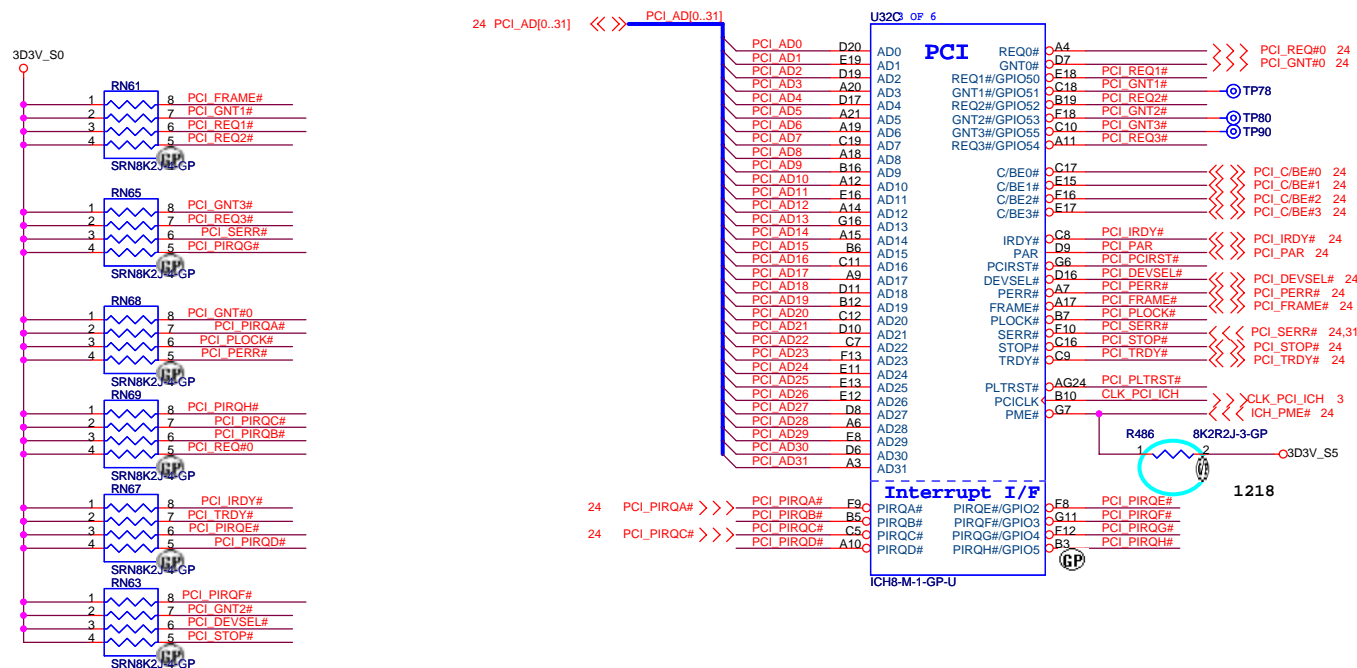 3D3V_S0
RN61
1 8 PCI_FRAME#
2 7 PCI_GNT1#
3 6 PCI_REQ1#
4 5 PCI_REQ2#
SRN8K2J-4-GP
GP
RN65
1 8 PCI_GNT3#
2 7 PCI_REQ3#
3 6 PCI_SERR#
4 5 PCI_PIRQG#
SRN8K2J-4-GP
GP
RN68
1 8 PCI_GNT#0
2 7 PCI_PIRQA#
3 6 PCI_PLOCK#
4 5 PCI_PERR#
SRN8K2J-4-GP
GP
RN69
1 8 PCI_PIRQH#
2 7 PCI_PIRQC#
3 6 PCI_PIRQB#
4 5 PCI_REQ#0
SRN8K2J-4-GP
GP
RN67
1 8 PCI_IRDY#
2 7 PCI_TRDY#
3 6 PCI_PIRQE#
4 5 PCI_PIRQD#
SRN8K2J-4-GP
GP
RN63
1 8 PCI_PIRQF#
2 7 PCI_GNT2#
3 6 PCI_DEVSEL#
4 5 PCI_STOP#
SRN8K2J-4-GP
GP
24 PCI_AD[0..31] PCI_AD[0..31]
U32C 3 OF 6
PCI
PCI_AD0 D20 AD0
PCI_AD1 E19 AD1
PCI_AD2 D19 AD2
PCI_AD3 A20 AD3
PCI_AD4 D17 AD4
PCI_AD5 A21 AD5
PCI_AD6 A19 AD6
PCI_AD7 C19 AD7
PCI_AD8 A18 AD8
PCI_AD9 B16 AD9
PCI_AD10 A12 AD10
PCI_AD11 E16 AD11
PCI_AD12 A14 AD12
PCI_AD13 G16 AD13
PCI_AD14 A15 AD14
PCI_AD15 B6 AD15
PCI_AD16 C11 AD16
PCI_AD17 A9 AD17
PCI_AD18 D11 AD18
PCI_AD19 B12 AD19
PCI_AD20 C12 AD20
PCI_AD21 D10 AD21
PCI_AD22 C7 AD22
PCI_AD23 F13 AD23
PCI_AD24 E11 AD24
PCI_AD25 E13 AD25
PCI_AD26 E12 AD26
PCI_AD27 D8 AD27
PCI_AD28 A6 AD28
PCI_AD29 E8 AD29
PCI_AD30 D6 AD30
PCI_AD31 A3 AD31
REQ0# A4 PCI_REQ#0 24
GNT0# D7 PCI_GNT#0 24
REQ1#/GPIO50 E18 PCI_REQ1#
GNT1#/GPIO51 C18 PCI_GNT1# TP78
REQ2#/GPIO52 B19 PCI_REQ2#
GNT2#/GPIO53 F18 PCI_GNT2# TP80
GNT3#/GPIO55 C10 PCI_GNT3# TP90
REQ3#/GPIO54 A11 PCI_REQ3#
C/BE0# C17 PCI_C/BE#0 24
C/BE1# E15 PCI_C/BE#1 24
C/BE2# F16 PCI_C/BE#2 24
C/BE3# E17 PCI_C/BE#3 24
IRDY# C8 PCI_IRDY# PCI_IRDY# 24
PAR D9 PCI_PAR PCI_PAR 24
PCIRST# G6 PCI_PCIRST#
DEVSEL# D16 PCI_DEVSEL# PCI_DEVSEL# 24
PERR# A7 PCI_PERR# PCI_PERR# 24
FRAME# A17 PCI_FRAME# PCI_FRAME# 24
PLOCK# B7 PCI_PLOCK#
SERR# F10 PCI_SERR# PCI_SERR# 24,31
STOP# C16 PCI_STOP# PCI_STOP# 24
TRDY# C9 PCI_TRDY# PCI_TRDY# 24
PLTRST# AG24 PCI_PLTRST#
PCICLK B10 CLK_PCI_ICH CLK_PCI_ICH 3
PME# G7 ICH_PME# 24
R486 8K2R2J-3-GP
1 2 3D3V_S5
1218
Interrupt I/F
24 PCI_PIRQA# PCI_PIRQA# F9 PIRQA#
PCI_PIRQB# B5 PIRQB#
24 PCI_PIRQC# PCI_PIRQC# C5 PIRQC#
PCI_PIRQD# A10 PIRQD#
PIRQE#/GPIO2 F8 PCI_PIRQE#
PIRQF#/GPIO3 G11 PCI_PIRQF#
PIRQG#/GPIO4 F12 PCI_PIRQG#
PIRQH#/GPIO5 B3 PCI_PIRQH#
GP
ICH8-M-1-GP-U